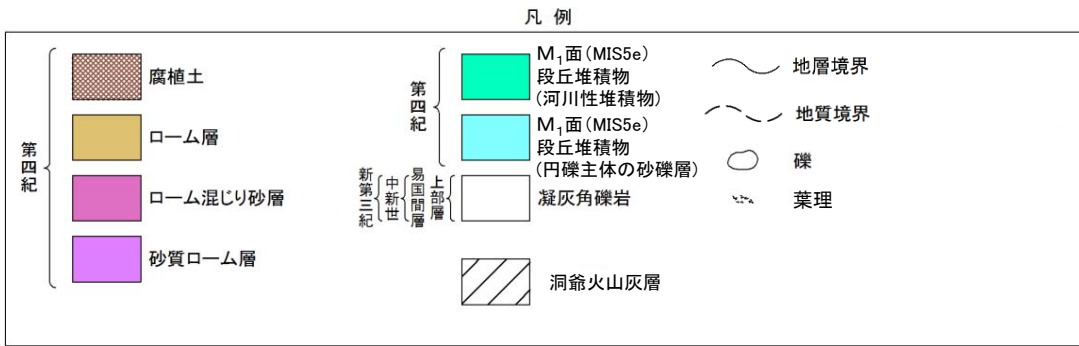 凡 例
第四紀
腐植土
ローム層
ローム混じり砂層
砂質ローム層
第四紀
M₁面(MIS5e)
段丘堆積物
(河川性堆積物)
M₁面(MIS5e)
段丘堆積物
(円礫主体の砂礫層)
新第三紀
中新世
易国間層
上部層
凝灰角礫岩
洞爺火山灰層
地層境界
地質境界
礫
葉理